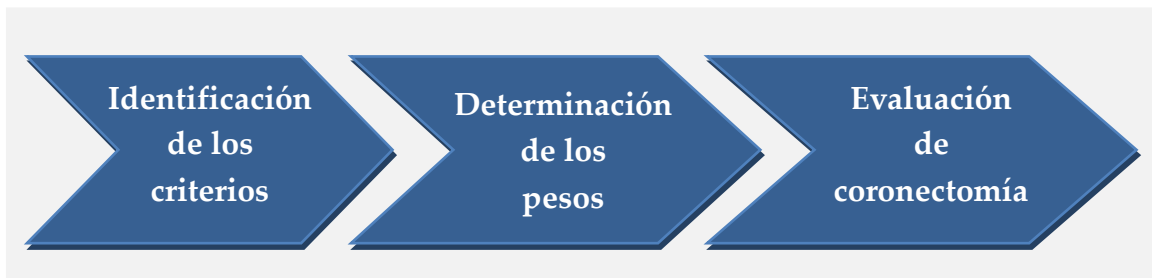 Identificación
de los
criterios
Determinación
de los
pesos
Evaluación
de
coronectomía